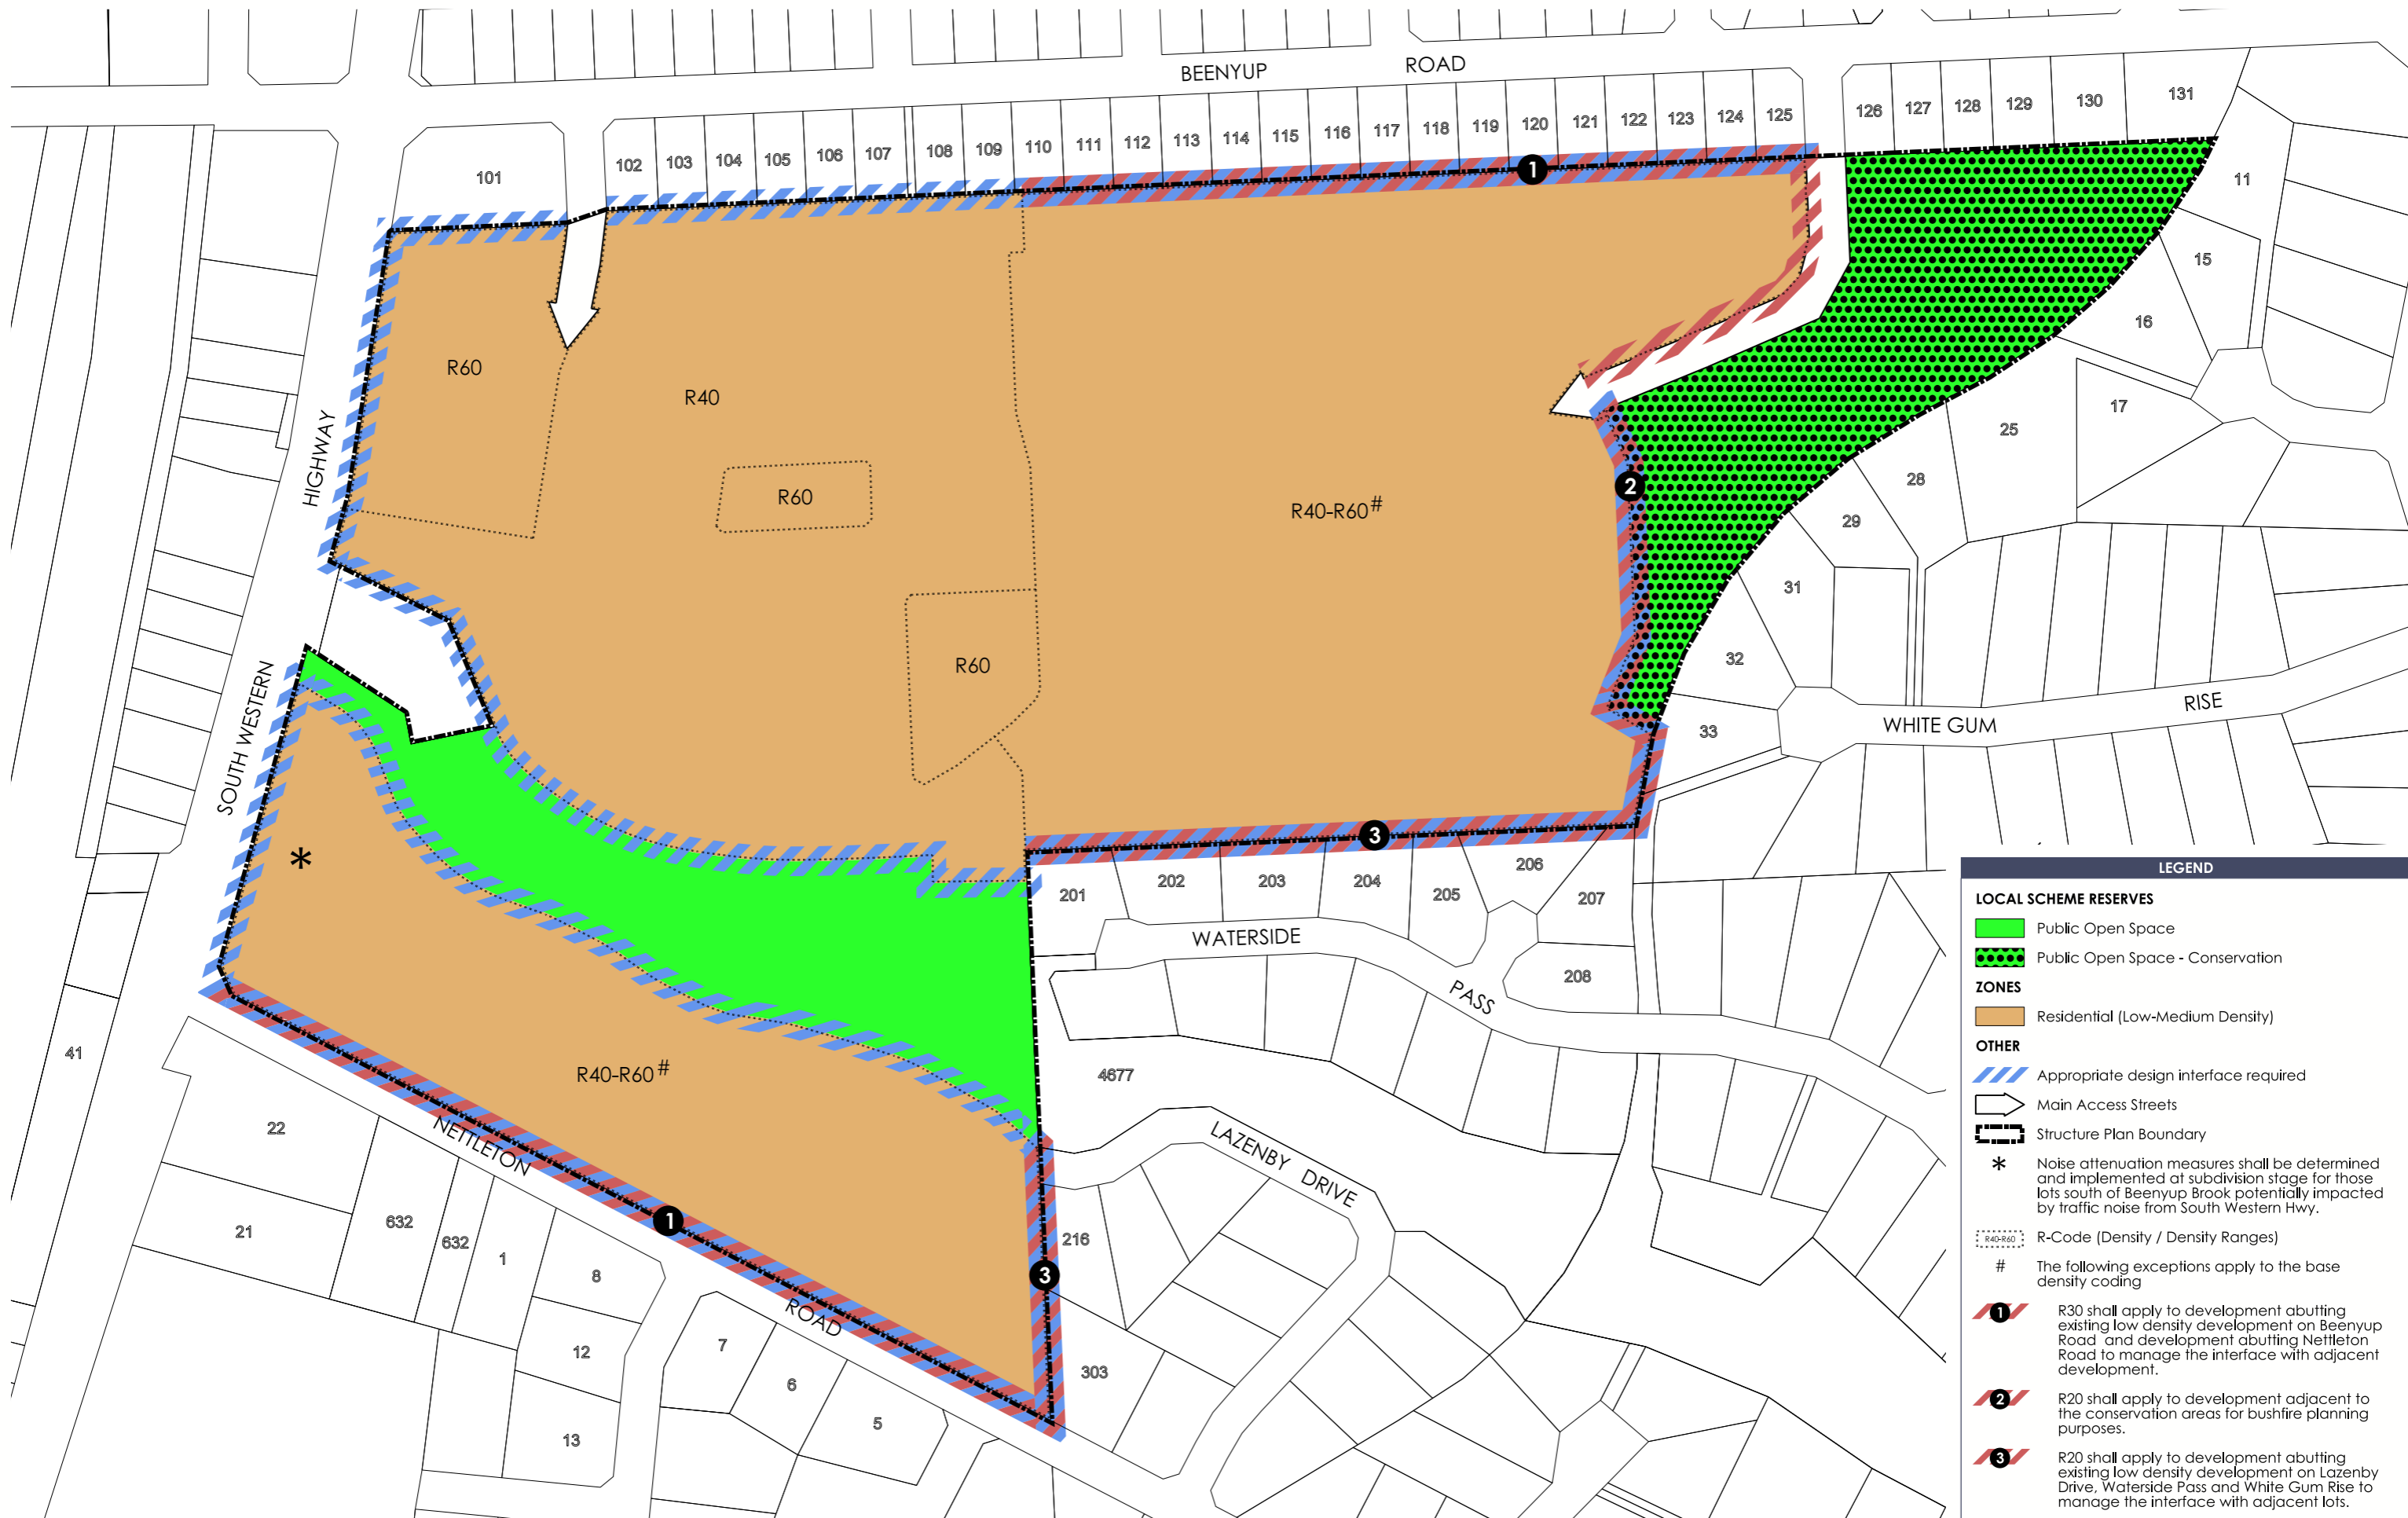 BEENYUP ROAD
101
102
103
104
105
106
107
108
109
110
111
112
113
114
115
116
117
118
119
120
121
122
123
124
125
126
127
128
129
130
131
1
11
15
16
17
R60
R40
R60
R40-R60#
R60
2
25
28
29
31
32
33
HIGHWAY
SOUTH WESTERN
WHITE GUM RISE
*
3
201
202
203
204
205
206
207
208
WATERSIDE
PASS
41
R40-R60#
4677
LAZENBY DRIVE
NETTLETON
ROAD
1
3
22
21
632
632
1
8
12
13
7
6
5
216
303
LEGEND
LOCAL SCHEME RESERVES
Public Open Space
Public Open Space - Conservation
ZONES
Residential (Low-Medium Density)
OTHER
Appropriate design interface required
Main Access Streets
Structure Plan Boundary
* Noise attenuation measures shall be determined
and implemented at subdivision stage for those
lots south of Beenyup Brook potentially impacted
by traffic noise from South Western Hwy.
R40-R60 R-Code (Density / Density Ranges)
# The following exceptions apply to the base
density coding
1 R30 shall apply to development abutting
existing low density development on Beenyup
Road and development abutting Nettleton
Road to manage the interface with adjacent
development.
2 R20 shall apply to development adjacent to
the conservation areas for bushfire planning
purposes.
3 R20 shall apply to development abutting
existing low density development on Lazenby
Drive, Waterside Pass and White Gum Rise to
manage the interface with adjacent lots.